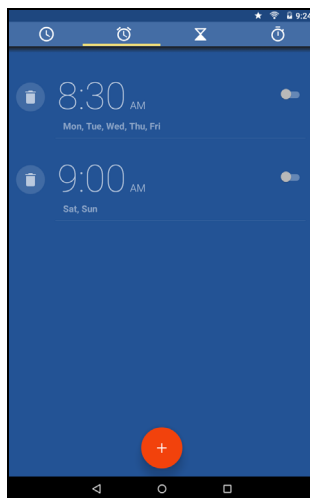 9:24
8:30 AM
Mon, Tue, Wed, Thu, Fri
9:00 AM
Sat, Sun